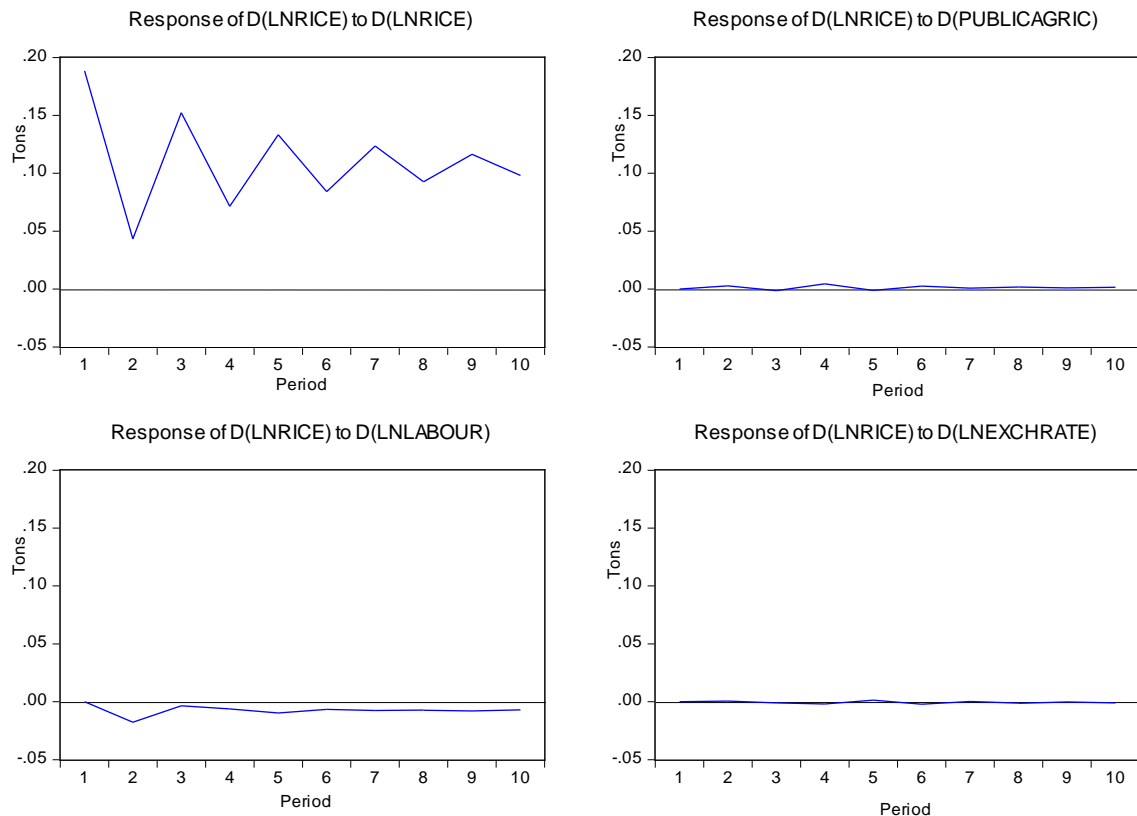 Response of D(LNRICE) to D(LNRICE)
.20
.15
.10
.05
.00
-.05
Tons
1 2 3 4 5 6 7 8 9 10
Period
Response of D(LNRICE) to D(PUBLICAGRIC)
.20
.15
.10
.05
.00
-.05
Tons
1 2 3 4 5 6 7 8 9 10
Period
Response of D(LNRICE) to D(LNLABOUR)
.20
.15
.10
.05
.00
-.05
Tons
1 2 3 4 5 6 7 8 9 10
Period
Response of D(LNRICE) to D(LNEXCHRATE)
.20
.15
.10
.05
.00
-.05
Tons
1 2 3 4 5 6 7 8 9 10
Period